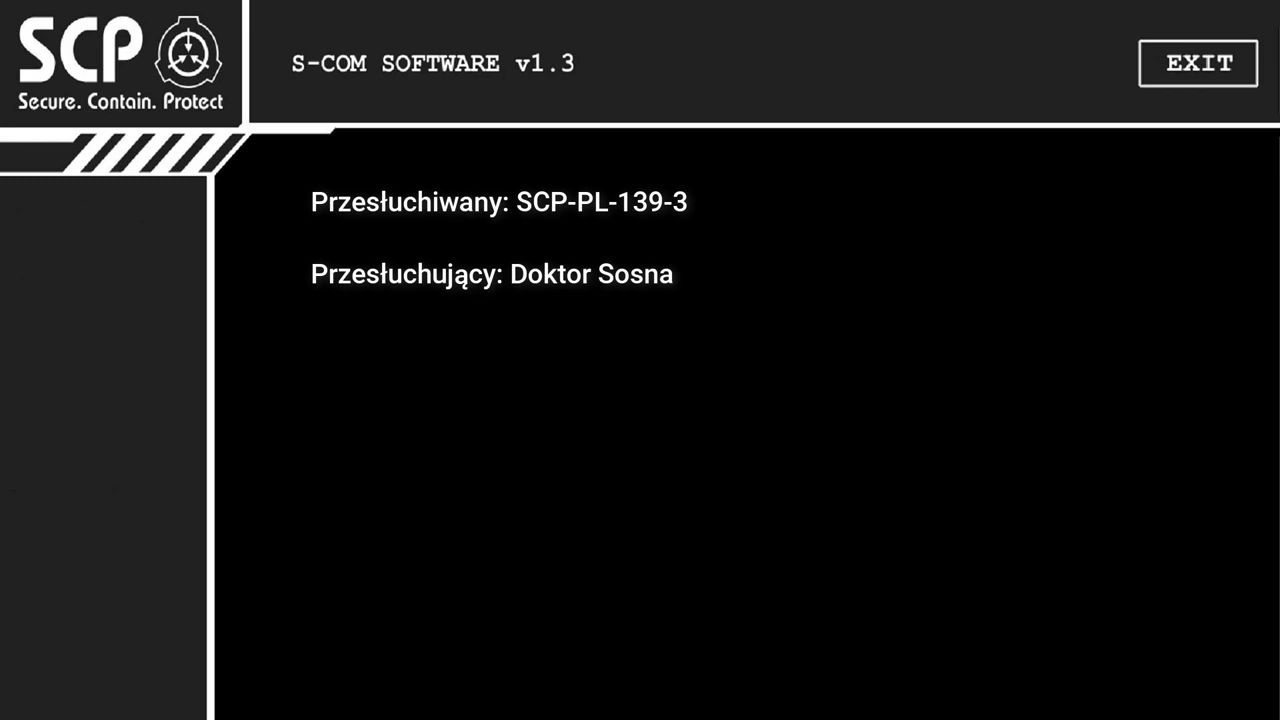 SCP
Secure. Contain. Protect
S-COM SOFTWARE v1.3
EXIT
Przesłuchiwany: SCP-PL-139-3
Przesłuchujący: Doktor Sosna